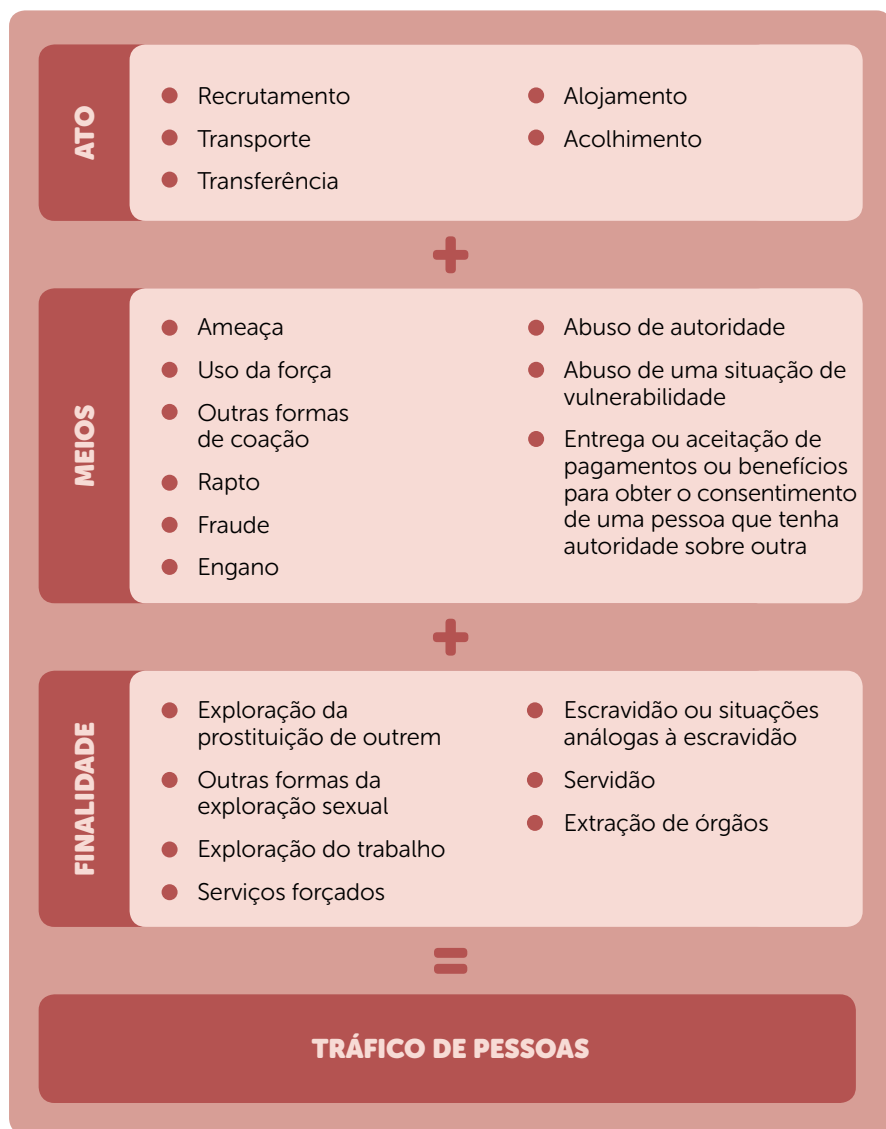 ATO
Recrutamento
Transporte
Transferência
Alojamento
Acolhimento
+
MEIOS
Ameaça
Uso da força
Outras formas
de coação
Rapto
Fraude
Engano
Abuso de autoridade
Abuso de uma situação de
vulnerabilidade
Entrega ou aceitação de
pagamentos ou benefícios
para obter o consentimento
de uma pessoa que tenha
autoridade sobre outra
+
FINALIDADE
Exploração da
prostituição de outrem
Outras formas da
exploração sexual
Exploração do trabalho
Serviços forçados
Escravidão ou situações
análogas à escravidão
Servidão
Extração de órgãos
=
TRÁFICO DE PESSOAS